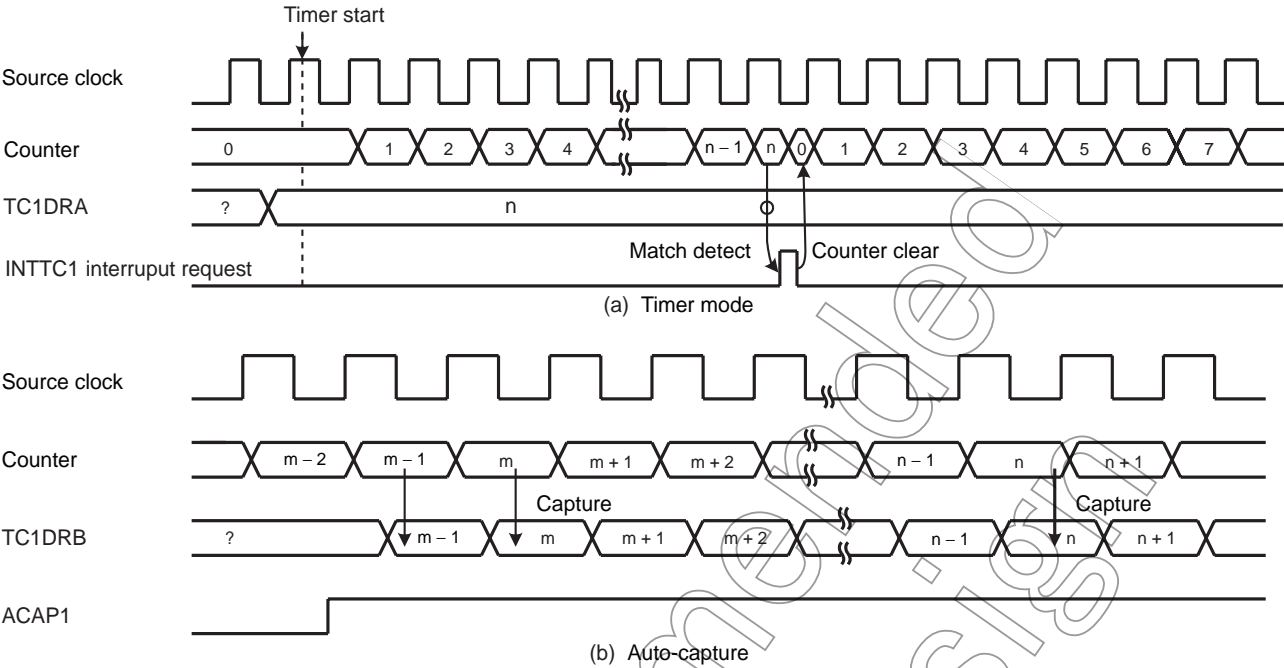 Timer start
Source clock
Counter 0 1 2 3 4 n – 1 n 0 1 2 3 4 5 6 7
TC1DRA ? n
Match detect Counter clear
INTTC1 interruput request
(a) Timer mode
Source clock
Counter m – 2 m – 1 m m + 1 m + 2 n – 1 n n + 1
Capture Capture
TC1DRB ? m – 1 m m + 1 m + 2 n – 1 n n + 1
ACAP1
(b) Auto-capture
mended
sign